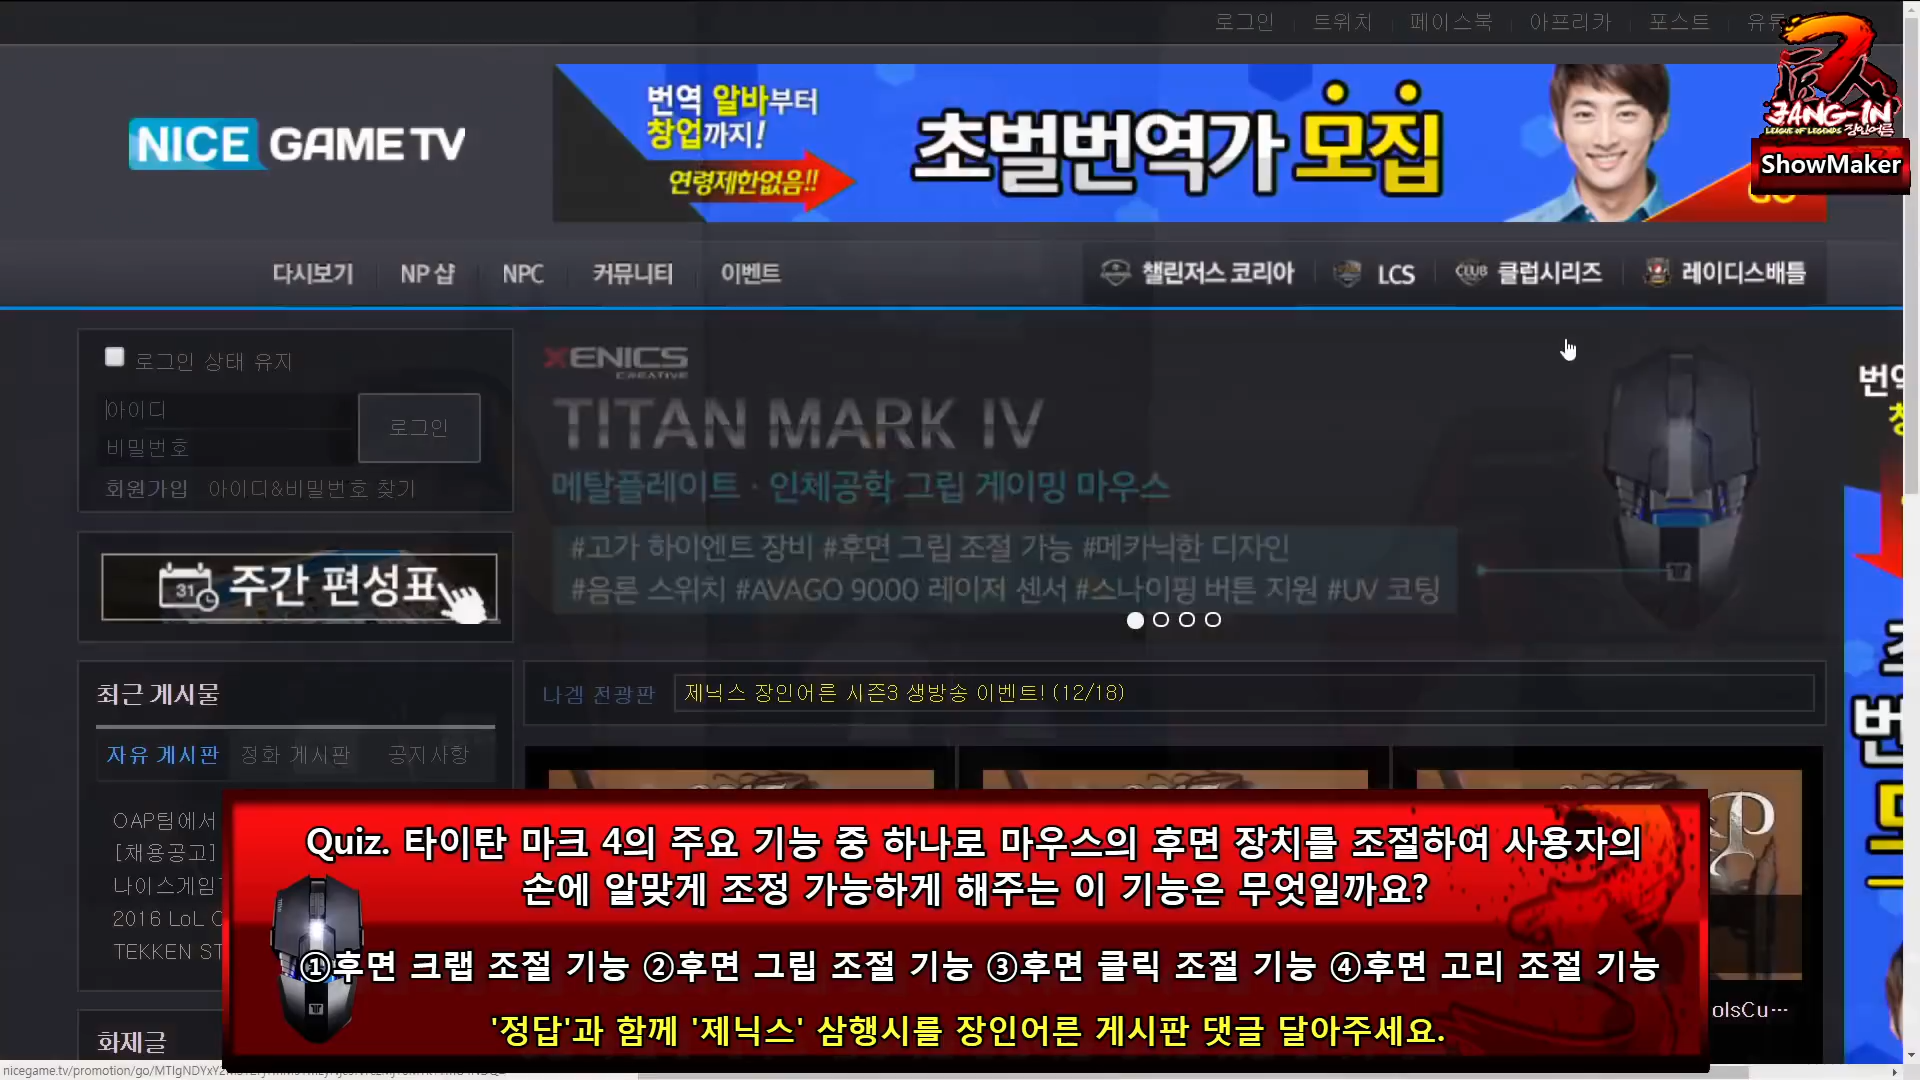 로그인 트위치 페이스북 아프리카 포스트
JANG-IN
LEAGUE OF LEGENDS 장인어른
ShowMaker
NICE GAME TV
번역 알바부터
창업까지!
연령제한없음!!
초벌번역가 모집
GO
다시보기 NP 샵 NPC 커뮤니티 이벤트
챌린저스 코리아 LCS CLUB 클럽시리즈 레이디스배틀
로그인 상태 유지
아이디
비밀번호
로그인
회원가입 아이디&비밀번호 찾기
XENICS
CREATIVE
TITAN MARK IV
메탈플레이트 · 인체공학 그립 게이밍 마우스
#고가 하이엔트 장비 #후면 그립 조절 가능 #메카닉한 디자인
#옴론 스위치 #AVAGO 9000 레이저 센서 #스나이핑 버튼 지원 #UV 코팅
31 주간 편성표
최근 게시물
자유 게시판 정화 게시판 공지사항
나겜 전광판 제닉스 장인어른 시즌3 생방송 이벤트! (12/18)
OAP팀에서
[채용공고]
나이스게임
2016 LoL
TEKKEN
화제글
Quiz. 타이탄 마크 4의 주요 기능 중 하나로 마우스의 후면 장치를 조절하여 사용자의
손에 알맞게 조정 가능하게 해주는 이 기능은 무엇일까요?
①후면 크랩 조절 기능 ②후면 그립 조절 기능 ③후면 클릭 조절 기능 ④후면 고리 조절 기능
'정답'과 함께 '제닉스' 삼행시를 장인어른 게시판 댓글 달아주세요.
olsCu…